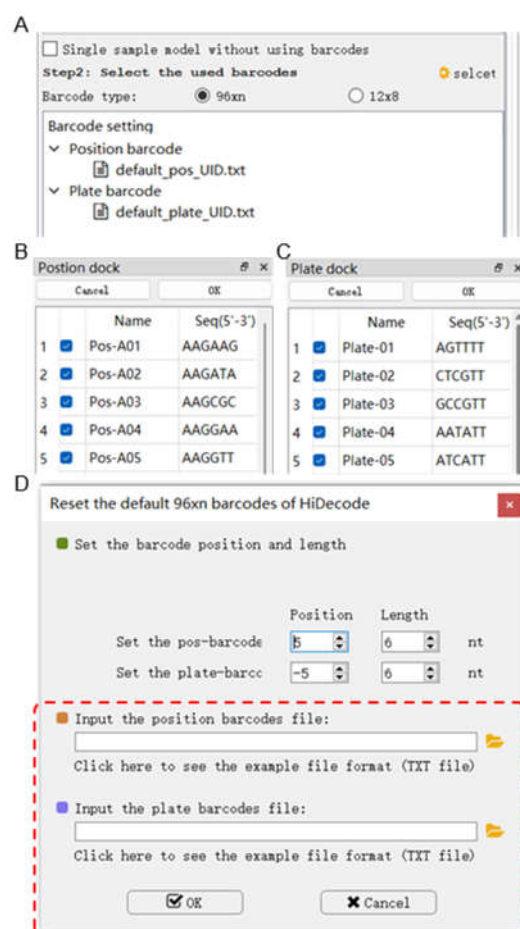 A
Single sample model without using barcodes
Step2: Select the used barcodes
selcet
Barcode type: 96xn 12x8
Barcode setting
Position barcode
default_pos_UID.txt
Plate barcode
default_plate_UID.txt
B
Postion dock
Cancel OK
Name Seq(5'-3')
1 Pos-A01 AAGAAG
2 Pos-A02 AAGATA
3 Pos-A03 AAGCGC
4 Pos-A04 AAGGAA
5 Pos-A05 AAGGTT
C
Plate dock
Cancel OK
Name Seq(5'-3')
1 Plate-01 AGTTTT
2 Plate-02 CTCGTT
3 Plate-03 GCCGTT
4 Plate-04 AATATT
5 Plate-05 ATCATT
D
Reset the default 96xn barcodes of HiDecode
Set the barcode position and length
Position Length
Set the pos-barcode 5 6 nt
Set the plate-barcc -5 6 nt
Input the position barcodes file:
Click here to see the example file format (TXT file)
Input the plate barcodes file:
Click here to see the example file format (TXT file)
OK Cancel